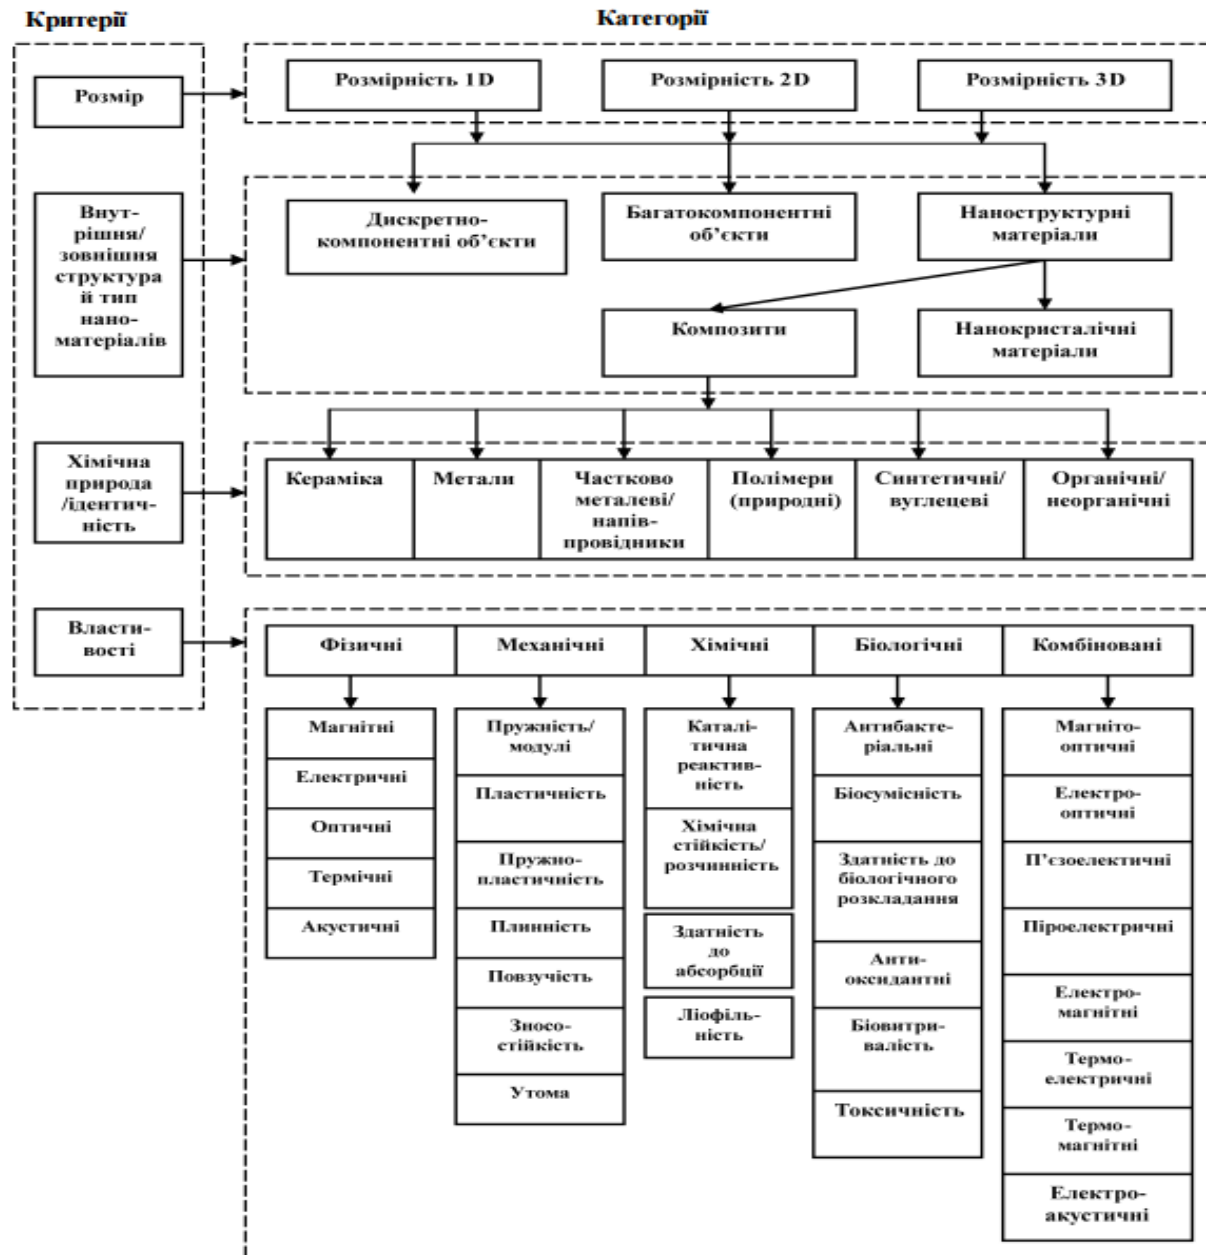 Критерії
Категорії
Розмір
Розмірність 1D
Розмірність 2D
Розмірність 3D
Внут-
рішня/
зовнішня
структура
й тип
нано-
матеріалів
Дискретно-
компонентні об’єкти
Багатокомпонентні
об’єкти
Наноструктурні
матеріали
Композити
Нанокристалічні
матеріали
Хімічна
природа
/ідентич-
ність
Кераміка
Метали
Частково
металеві/
напів-
провідники
Полімери
(природні)
Синтетичні/
вуглецеві
Органічні/
неорганічні
Власти-
вості
Фізичні
Механічні
Хімічні
Біологічні
Комбіновані
Магнітні
Електричні
Оптичні
Термічні
Акустичні
Пружність/
модулі
Пластичність
Пружно-
пластичність
Плинність
Повзучість
Зносо-
стійкість
Утома
Каталі-
тична
реактив-
ність
Хімічна
стійкість/
розчинність
Здатність
до
абсорбції
Ліофіль-
ність
Антибакте-
ріальні
Біосумісність
Здатність до
біологічного
розкладання
Анти-
оксидантні
Біовитри-
валість
Токсичність
Магніто-
оптичні
Електро-
оптичні
П’єзоелектичні
Піроелектричні
Електро-
магнітні
Термо-
електричні
Термо-
магнітні
Електро-
акустичні